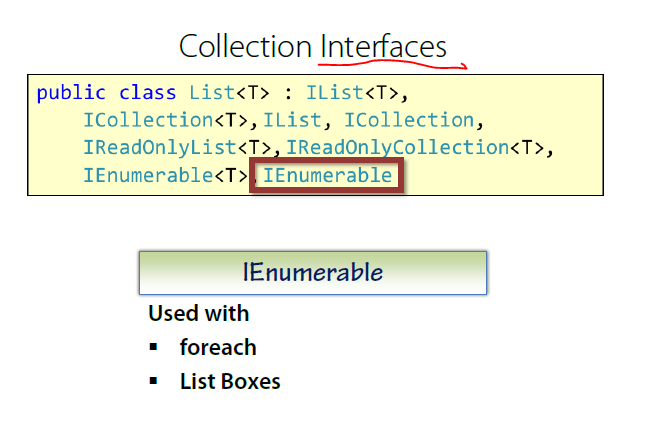 Collection Interfaces
public class List<T> : IList<T>,
ICollection<T>,IList, ICollection,
IReadOnlyList<T>,IReadOnlyCollection<T>,
IEnumerable<T>,IEnumerable
IEnumerable
Used with
▪ foreach
▪ List Boxes